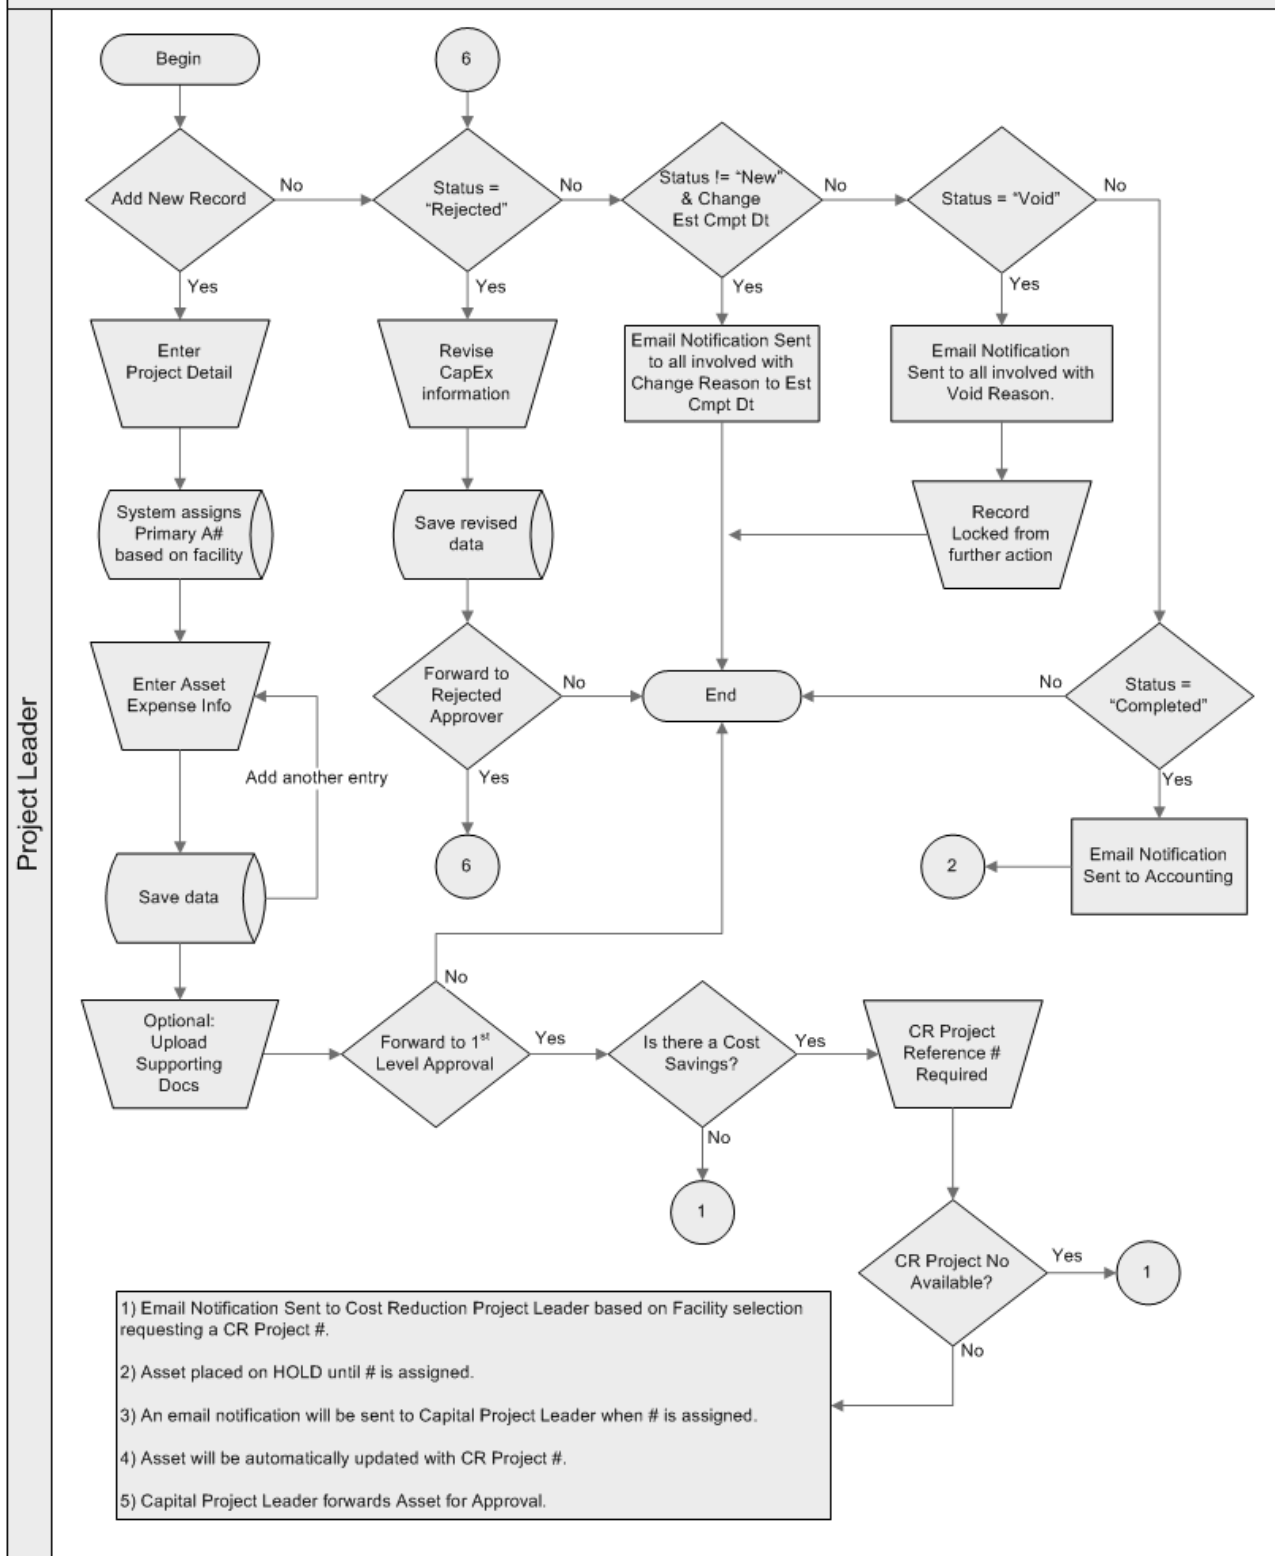 Project Leader
Begin
6
Add New Record
No
Status =
"Rejected"
No
Status != "New"
& Change
Est Cmpt Dt
No
Status = "Void"
No
Yes
Yes
Yes
Yes
Enter
Project Detail
Revise
CapEx
information
Email Notification Sent
to all involved with
Change Reason to Est
Cmpt Dt
Email Notification
Sent to all involved with
Void Reason.
System assigns
Primary A#
based on facility
Save revised
data
Record
Locked from
further action
Enter Asset
Expense Info
Forward to
Rejected
Approver
No
End
No
Status =
"Completed"
Add another entry
Yes
Yes
Save data
6
2
Email Notification
Sent to Accounting
No
Optional:
Upload
Supporting
Docs
Forward to 1st
Level Approval
Yes
Is there a Cost
Savings?
Yes
CR Project
Reference #
Required
No
1
CR Project No
Available?
Yes
1
No
1) Email Notification Sent to Cost Reduction Project Leader based on Facility selection
requesting a CR Project #.
2) Asset placed on HOLD until # is assigned.
3) An email notification will be sent to Capital Project Leader when # is assigned.
4) Asset will be automatically updated with CR Project #.
5) Capital Project Leader forwards Asset for Approval.